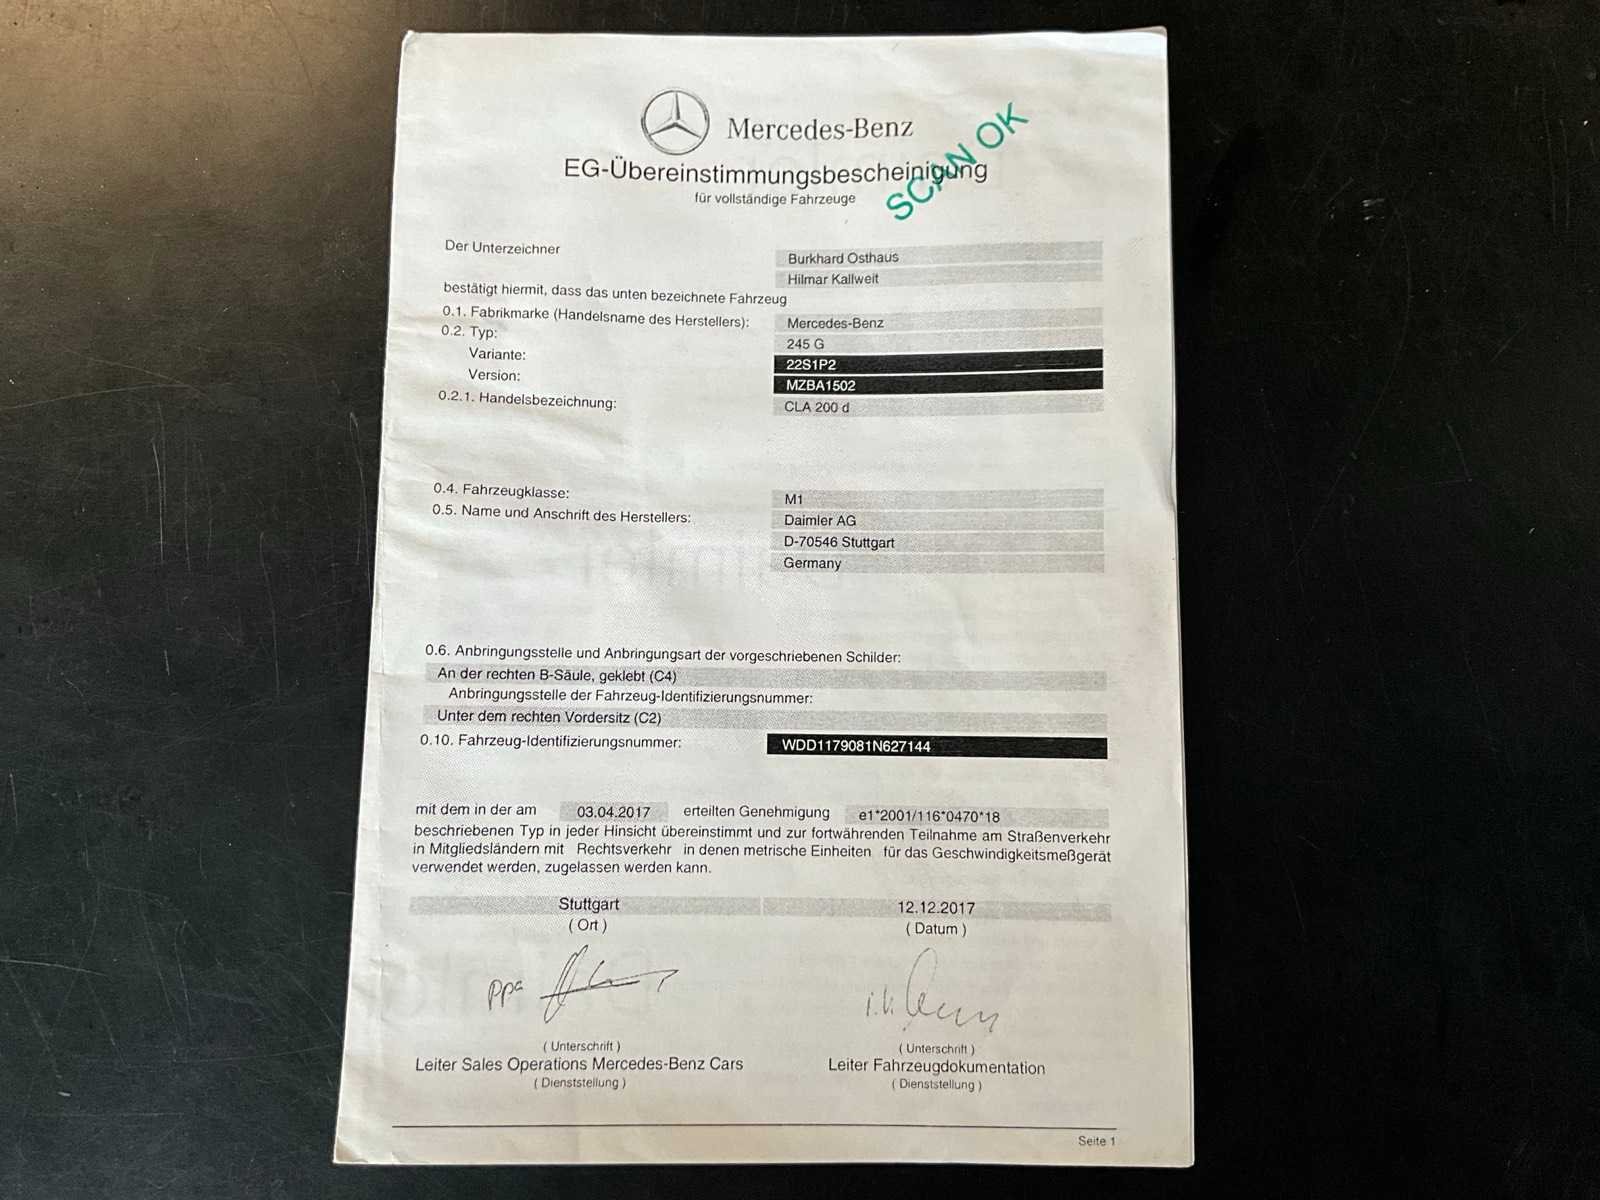 Mercedes-Benz
SCAN OK
EG-Übereinstimmungsbescheinigung
für vollständige Fahrzeuge
Der Unterzeichner
Burkhard Osthaus
Hilmar Kallweit
bestätigt hiermit, dass das unten bezeichnete Fahrzeug
0.1. Fabrikmarke (Handelsname des Herstellers): Mercedes-Benz
0.2. Typ: 245 G
Variante: 22S1P2
Version: MZBA1502
0.2.1. Handelsbezeichnung: CLA 200 d
0.4. Fahrzeugklasse: M1
0.5. Name und Anschrift des Herstellers: Daimler AG
D-70546 Stuttgart
Germany
0.6. Anbringungsstelle und Anbringungsart der vorgeschriebenen Schilder:
An der rechten B-Säule, geklebt (C4)
Anbringungsstelle der Fahrzeug-Identifizierungsnummer:
Unter dem rechten Vordersitz (C2)
0.10. Fahrzeug-Identifizierungsnummer: WDD1179081N627144
mit dem in der am 03.04.2017 erteilten Genehmigung e1*2001/116*0470*18
beschriebenen Typ in jeder Hinsicht übereinstimmt und zur fortwährenden Teilnahme am Straßenverkehr
in Mitgliedsländern mit Rechtsverkehr in denen metrische Einheiten für das Geschwindigkeitsmeßgerät
verwendet werden, zugelassen werden kann.
Stuttgart 12.12.2017
( Ort ) ( Datum )
ppa i.V.
( Unterschrift ) ( Unterschrift )
Leiter Sales Operations Mercedes-Benz Cars Leiter Fahrzeugdokumentation
( Dienststellung ) ( Dienststellung )
Seite 1